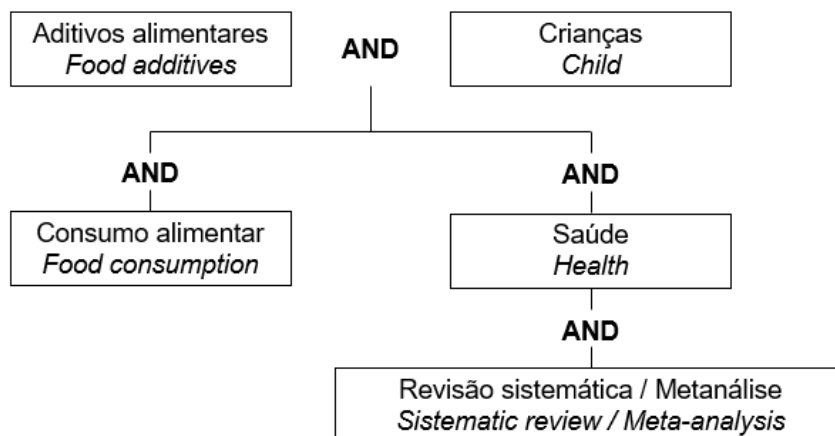 Aditivos alimentares
Food additives
AND
Crianças
Child
AND
AND
Consumo alimentar
Food consumption
Saúde
Health
AND
Revisão sistemática / Metanálise
Sistematic review / Meta-analysis